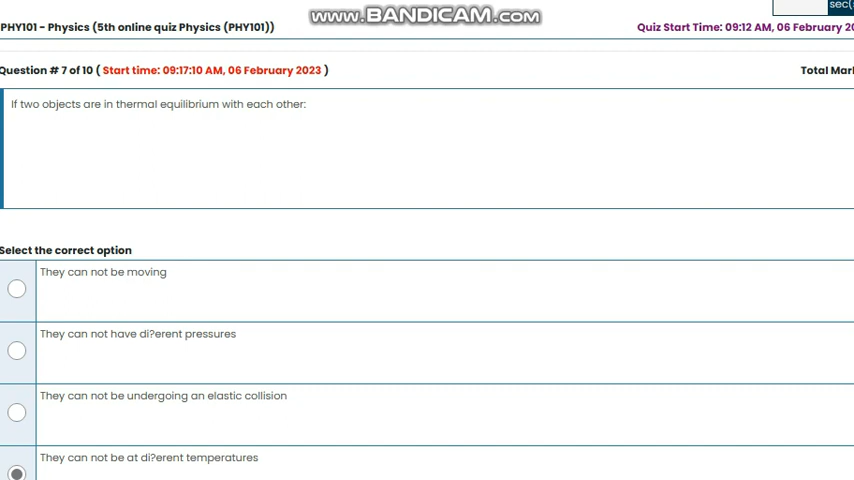 www.BANDICAM.com
sec(
PHY101 - Physics (5th online quiz Physics (PHY101))
Quiz Start Time: 09:12 AM, 06 February 20
Question # 7 of 10 ( Start time: 09:17:10 AM, 06 February 2023 )
Total Mar
If two objects are in thermal equilibrium with each other:
Select the correct option
They can not be moving
They can not have di?erent pressures
They can not be undergoing an elastic collision
They can not be at di?erent temperatures